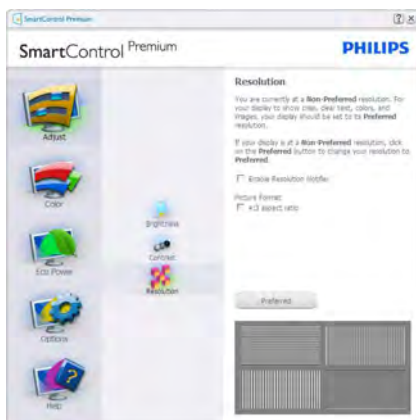 SmartControl Premium
SmartControl Premium
PHILIPS
Adjust
Color
Eco Power
Options
Help
Brightness
Contrast
Resolution
Resolution
You are currently at a Non-Preferred resolution. For
your display to show crisp, clear text, colors, and
images, your display should be set to its Preferred
resolution.
If your display is at a Non-Preferred resolution, click
on the Preferred button to change your resolution to
Preferred.
Enable Resolution Notifier
Picture Format
4:3 aspect ratio
Preferred